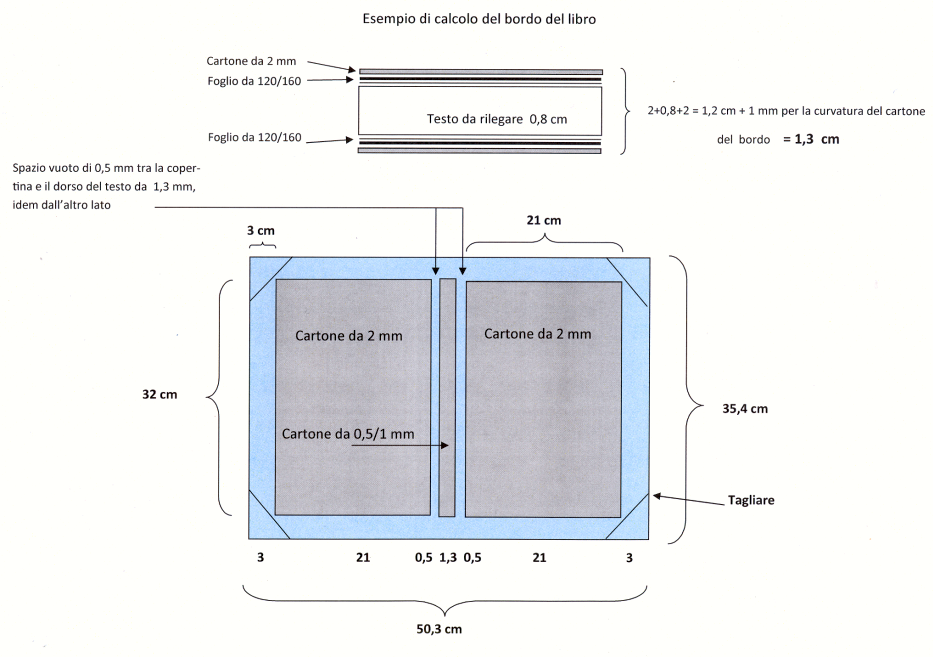 Esempio di calcolo del bordo del libro
Cartone da 2 mm
Foglio da 120/160
Testo da rilegare 0,8 cm
2+0,8+2 = 1,2 cm + 1 mm per la curvatura del cartone
del bordo = 1,3 cm
Foglio da 120/160
Spazio vuoto di 0,5 mm tra la coper-
tina e il dorso del testo da 1,3 mm,
idem dall'altro lato
3 cm
21 cm
Cartone da 2 mm
Cartone da 2 mm
32 cm
35,4 cm
Cartone da 0,5/1 mm
Tagliare
3 21 0,5 1,3 0,5 21 3
50,3 cm